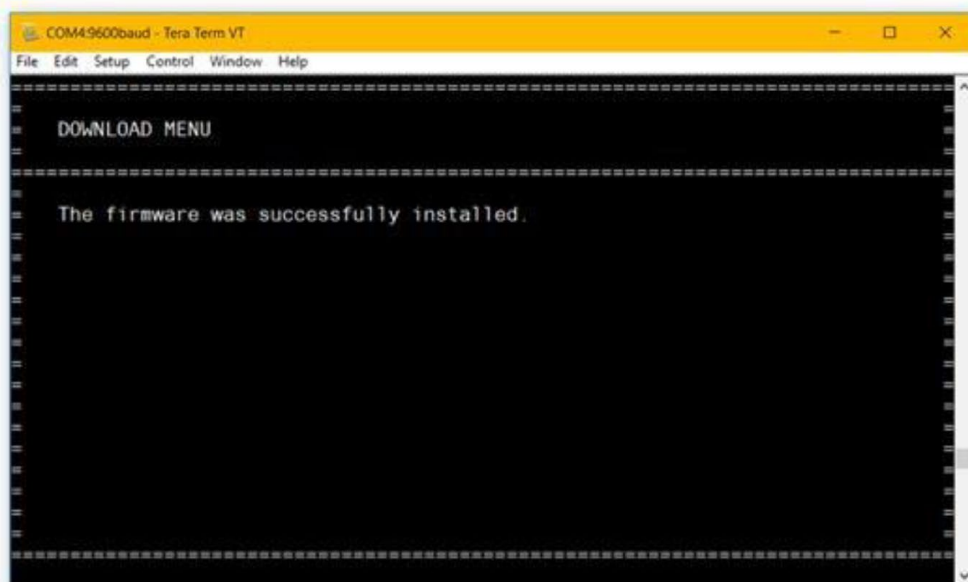 COM4:9600baud - Tera Term VT
File Edit Setup Control Window Help
================================================================================
DOWNLOAD MENU
================================================================================
The firmware was successfully installed.
================================================================================